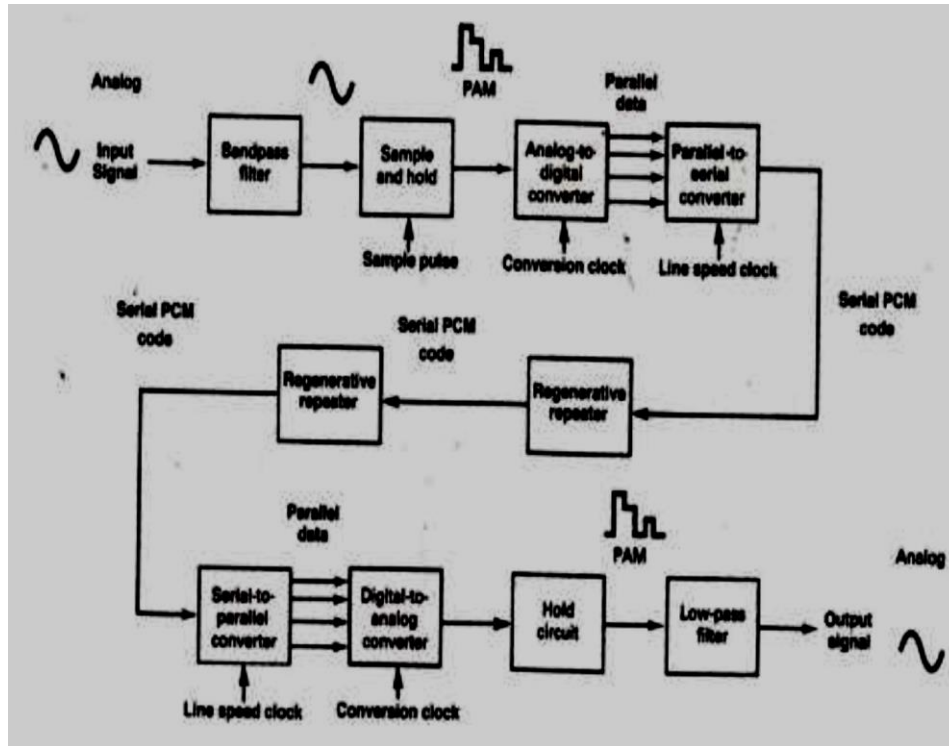 Analog
PAM
Parallel
data
Input
Signal
Bandpass
filter
Sample
and hold
Analog-to-
digital
converter
Parallel-to-
serial
converter
Sample pulse
Conversion clock
Line speed clock
Serial PCM
code
Serial PCM
code
Serial PCM
code
Regenerative
repeater
Regenerative
repeater
Parallel
data
PAM
Analog
Serial-to-
parallel
converter
Digital-to-
analog
converter
Hold
circuit
Low-pass
filter
Output
signal
Line speed clock
Conversion clock